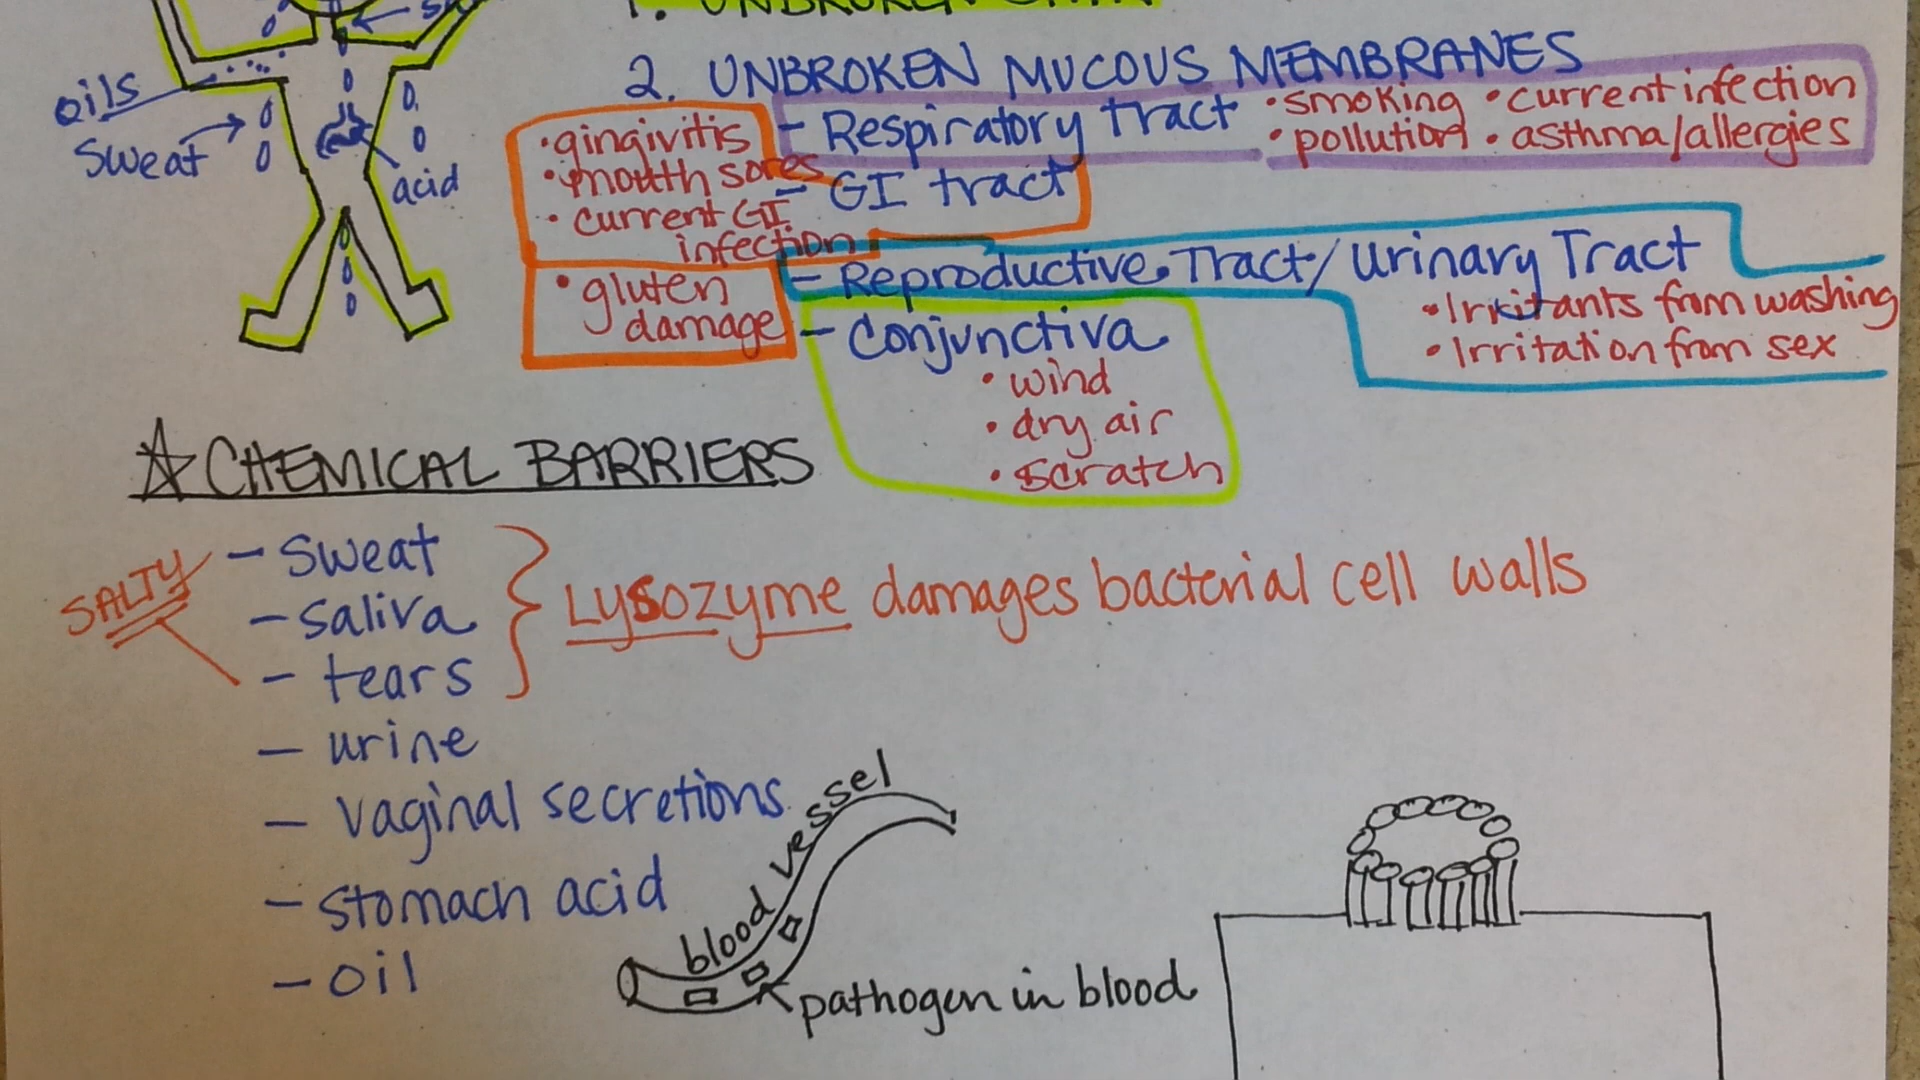 1. UNBROKEN
2. UNBROKEN MUCOUS MEMBRANES
oils
sweat
acid
- Respiratory Tract
• smoking • current infection
• pollution • asthma/allergies
• gingivitis
• mouth sores
• current GI
infection
• gluten
damage
- GI tract
- Reproductive Tract/Urinary Tract
• Irritants from washing
• Irritation from sex
- Conjunctiva
• wind
• dry air
• scratch
☆ CHEMICAL BARRIERS
SALTY
- Sweat
- saliva
- tears
Lysozyme damages bacterial cell walls
- urine
- vaginal secretions
- stomach acid
- oil
blood vessel
pathogen in blood